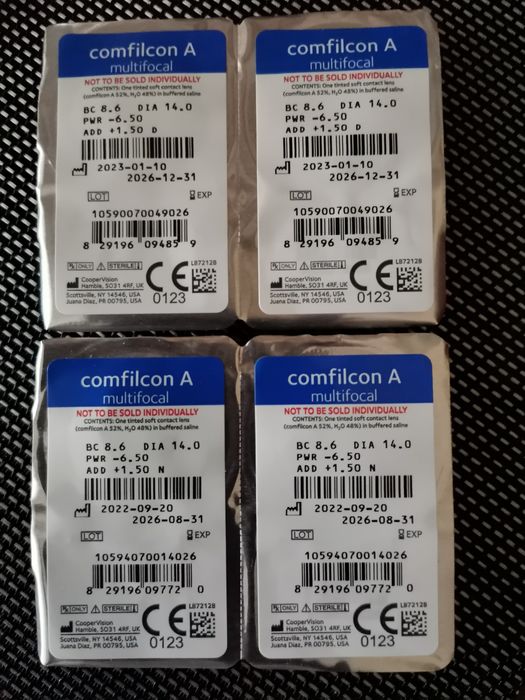 comfilcon A
multifocal
NOT TO BE SOLD INDIVIDUALLY
CONTENTS: One tinted soft contact lens
(comfilcon A 52%, H₂O 48%) in buffered saline
BC 8.6 DIA 14.0
PWR -6.50
ADD +1.50 D
2023-01-10
2026-12-31
LOT EXP
10590070049026
8 29196 09485 9
Rx ONLY STERILE
CooperVision
Hamble, SO31 4RF, UK
Scottsville, NY 14546, USA
Juana Diaz, PR 00795, USA
CE 0123
LB7212B
comfilcon A
multifocal
NOT TO BE SOLD INDIVIDUALLY
CONTENTS: One tinted soft contact lens
(comfilcon A 52%, H₂O 48%) in buffered saline
BC 8.6 DIA 14.0
PWR -6.50
ADD +1.50 D
2023-01-10
2026-12-31
LOT EXP
10590070049026
8 29196 09485 9
Rx ONLY STERILE
CooperVision
Hamble, SO31 4RF, UK
Scottsville, NY 14546, USA
Juana Diaz, PR 00795, USA
CE 0123
LB7212B
comfilcon A
multifocal
NOT TO BE SOLD INDIVIDUALLY
CONTENTS: One tinted soft contact lens
(comfilcon A 52%, H₂O 48%) in buffered saline
BC 8.6 DIA 14.0
PWR -6.50
ADD +1.50 N
2022-09-20
2026-08-31
LOT EXP
10594070014026
8 29196 09772 0
Rx ONLY STERILE
CooperVision
Hamble, SO31 4RF, UK
Scottsville, NY 14546, USA
Juana Diaz, PR 00795, USA
CE 0123
LB7212B
comfilcon A
multifocal
NOT TO BE SOLD INDIVIDUALLY
CONTENTS: One tinted soft contact lens
(comfilcon A 52%, H₂O 48%) in buffered saline
BC 8.6 DIA 14.0
PWR -6.50
ADD +1.50 N
2022-09-20
2026-08-31
LOT EXP
10594070014026
8 29196 09772 0
Rx ONLY STERILE
CooperVision
Hamble, SO31 4RF, UK
Scottsville, NY 14546, USA
Juana Diaz, PR 00795, USA
CE 0123
LB7212B